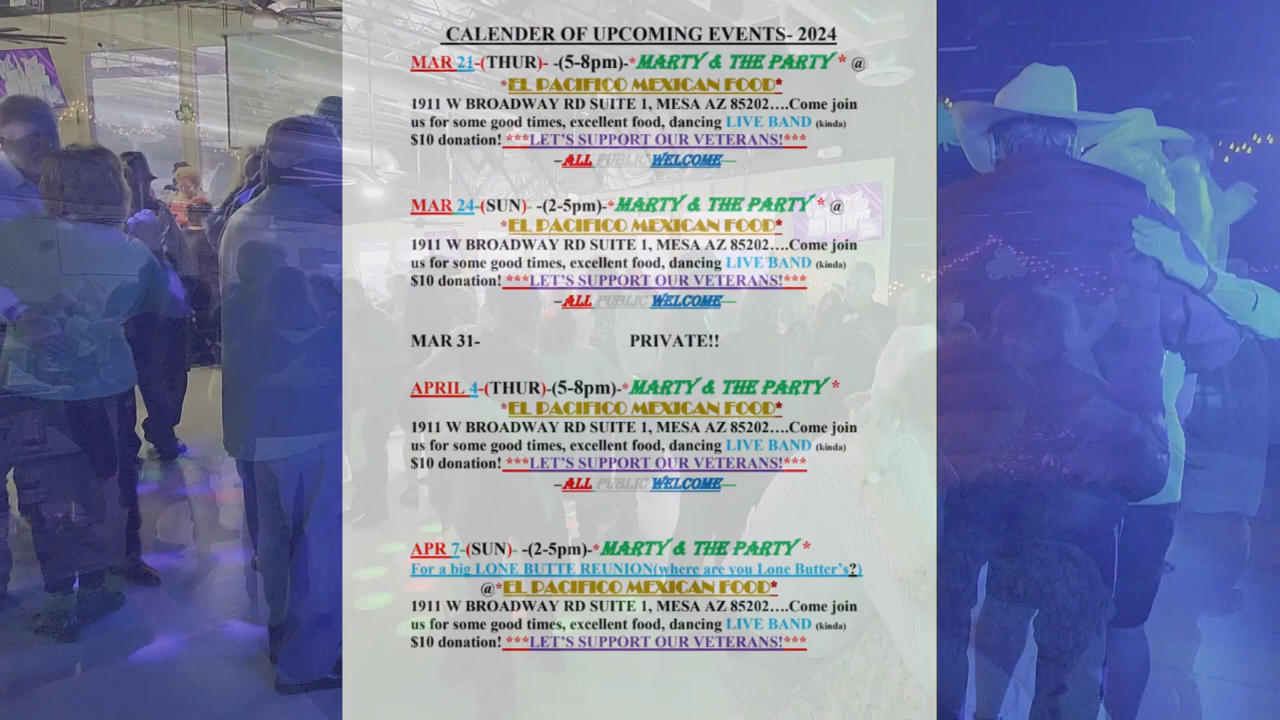 CALENDER OF UPCOMING EVENTS- 2024
MAR 21-(THUR)- -(5-8pm)-*MARTY & THE PARTY * @
*EL PACIFICO MEXICAN FOOD*
1911 W BROADWAY RD SUITE 1, MESA AZ 85202….Come join
us for some good times, excellent food, dancing LIVE BAND (kinda)
$10 donation! ***LET'S SUPPORT OUR VETERANS!***
–ALL PUBLIC WELCOME—
MAR 24-(SUN)- -(2-5pm)-*MARTY & THE PARTY * @
*EL PACIFICO MEXICAN FOOD*
1911 W BROADWAY RD SUITE 1, MESA AZ 85202….Come join
us for some good times, excellent food, dancing LIVE BAND (kinda)
$10 donation! ***LET'S SUPPORT OUR VETERANS!***
–ALL PUBLIC WELCOME—
MAR 31- PRIVATE!!
APRIL 4-(THUR)-(5-8pm)-*MARTY & THE PARTY *
*EL PACIFICO MEXICAN FOOD*
1911 W BROADWAY RD SUITE 1, MESA AZ 85202….Come join
us for some good times, excellent food, dancing LIVE BAND (kinda)
$10 donation! ***LET'S SUPPORT OUR VETERANS!***
–ALL PUBLIC WELCOME—
APR 7-(SUN)- -(2-5pm)-*MARTY & THE PARTY *
For a big LONE BUTTE REUNION(where are you Lone Butter's?)
@*EL PACIFICO MEXICAN FOOD*
1911 W BROADWAY RD SUITE 1, MESA AZ 85202….Come join
us for some good times, excellent food, dancing LIVE BAND (kinda)
$10 donation! ***LET'S SUPPORT OUR VETERANS!***